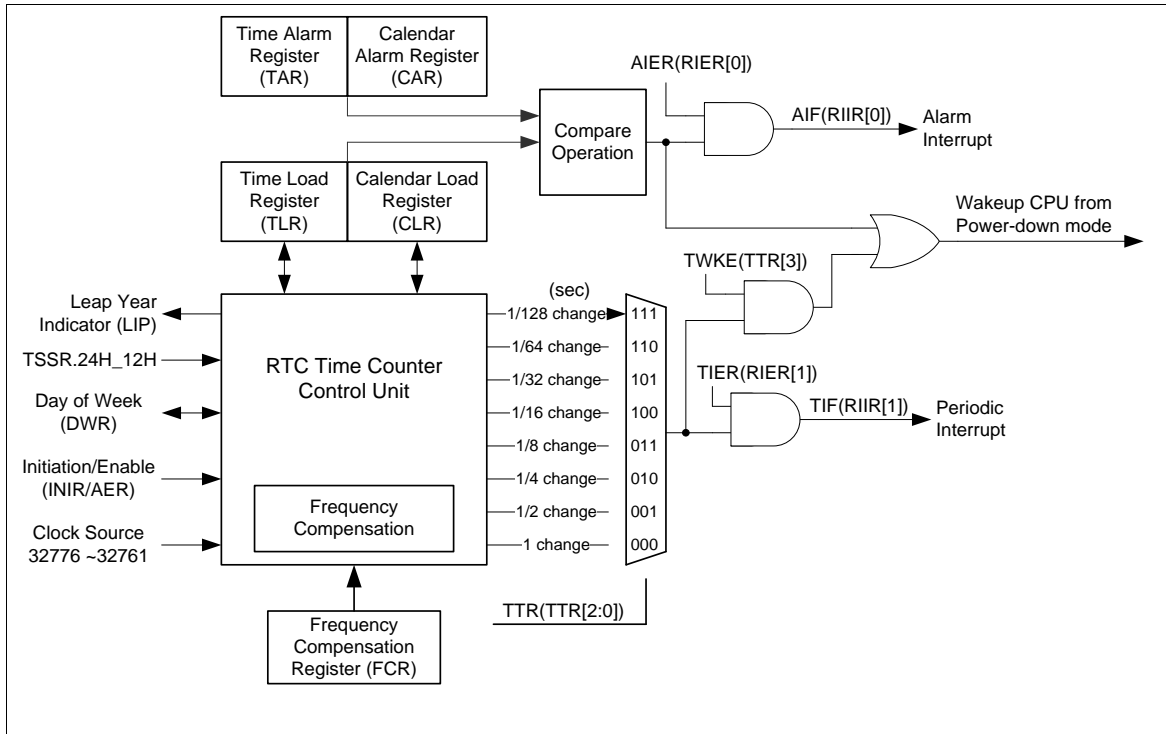 Time Alarm
Register
(TAR)
Calendar
Alarm Register
(CAR)
AIER(RIER[0])
Compare
Operation
AIF(RIIR[0])
Alarm
Interrupt
Time Load
Register
(TLR)
Calendar Load
Register
(CLR)
Wakeup CPU from
Power-down mode
TWKE(TTR[3])
(sec)
Leap Year
Indicator (LIP)
TSSR.24H_12H
Day of Week
(DWR)
Initiation/Enable
(INIR/AER)
Clock Source
32776 ~32761
RTC Time Counter
Control Unit
Frequency
Compensation
1/128 change 111
1/64 change 110
1/32 change 101
1/16 change 100
1/8 change 011
1/4 change 010
1/2 change 001
1 change 000
TIER(RIER[1])
TIF(RIIR[1])
Periodic
Interrupt
TTR(TTR[2:0])
Frequency
Compensation
Register (FCR)